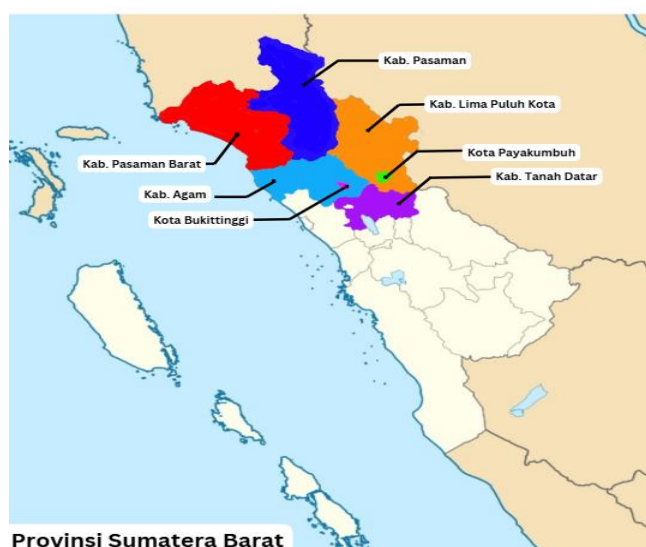 Kab. Pasaman
Kab. Lima Puluh Kota
Kota Payakumbuh
Kab. Pasaman Barat
Kab. Tanah Datar
Kab. Agam
Kota Bukittinggi
Provinsi Sumatera Barat